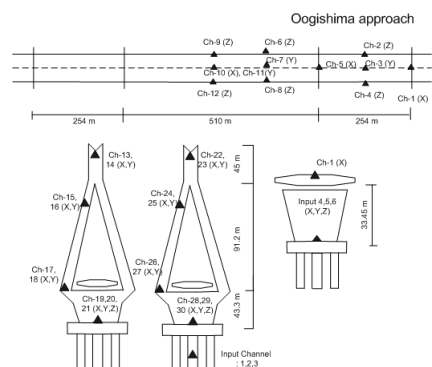 Oogishima approach
Ch-9 (Z)
Ch-6 (Z)
Ch-2 (Z)
Ch-7 (Y)
Ch-5 (X)
Ch-3 (Y)
Ch-10 (X), Ch-11(Y)
Ch-12 (Z)
Ch-8 (Z)
Ch-4 (Z)
Ch-1 (X)
254 m
510 m
254 m
Ch-13,
14 (X,Y)
Ch-22,
23 (X,Y)
45 m
Ch-1 (X)
Ch-15,
16 (X,Y)
Ch-24,
25 (X,Y)
91.2 m
Input 4,5,6
(X,Y,Z)
33.45 m
Ch-17,
18 (X,Y)
Ch-26,
27 (X,Y)
Ch-19,20,
21 (X,Y,Z)
Ch-28,29,
30 (X,Y,Z)
43.3 m
Input Channel
: 1,2,3